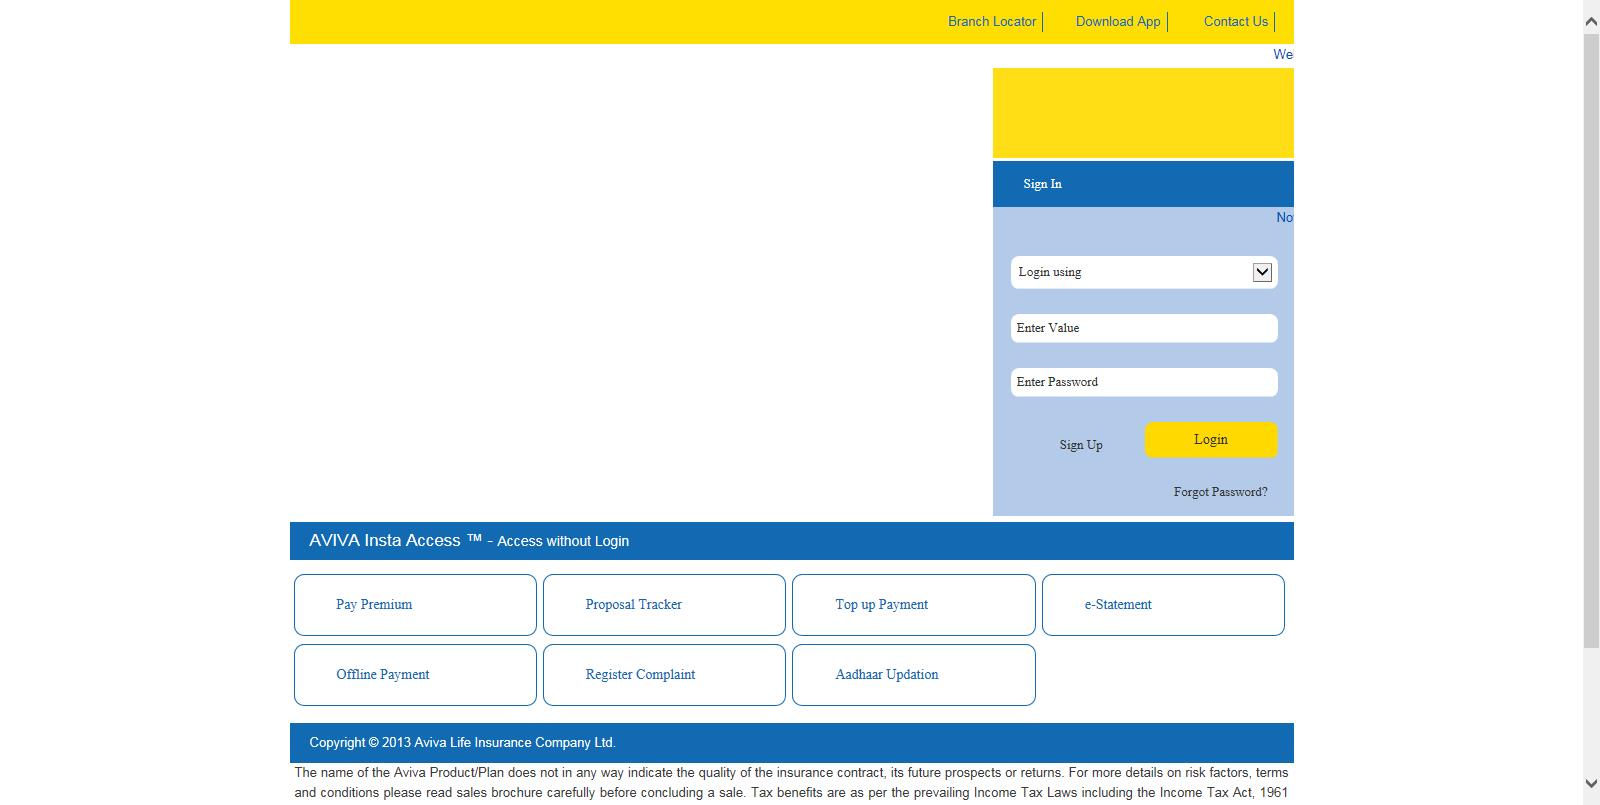 Branch Locator
Download App
Contact Us
Sign In
Login using
Enter Value
Enter Password
Sign Up
Login
Forgot Password?
AVIVA Insta Access ™ - Access without Login
Pay Premium
Proposal Tracker
Top up Payment
e-Statement
Offline Payment
Register Complaint
Aadhaar Updation
Copyright © 2013 Aviva Life Insurance Company Ltd.
The name of the Aviva Product/Plan does not in any way indicate the quality of the insurance contract, its future prospects or returns. For more details on risk factors, terms
and conditions please read sales brochure carefully before concluding a sale. Tax benefits are as per the prevailing Income Tax Laws including the Income Tax Act, 1961